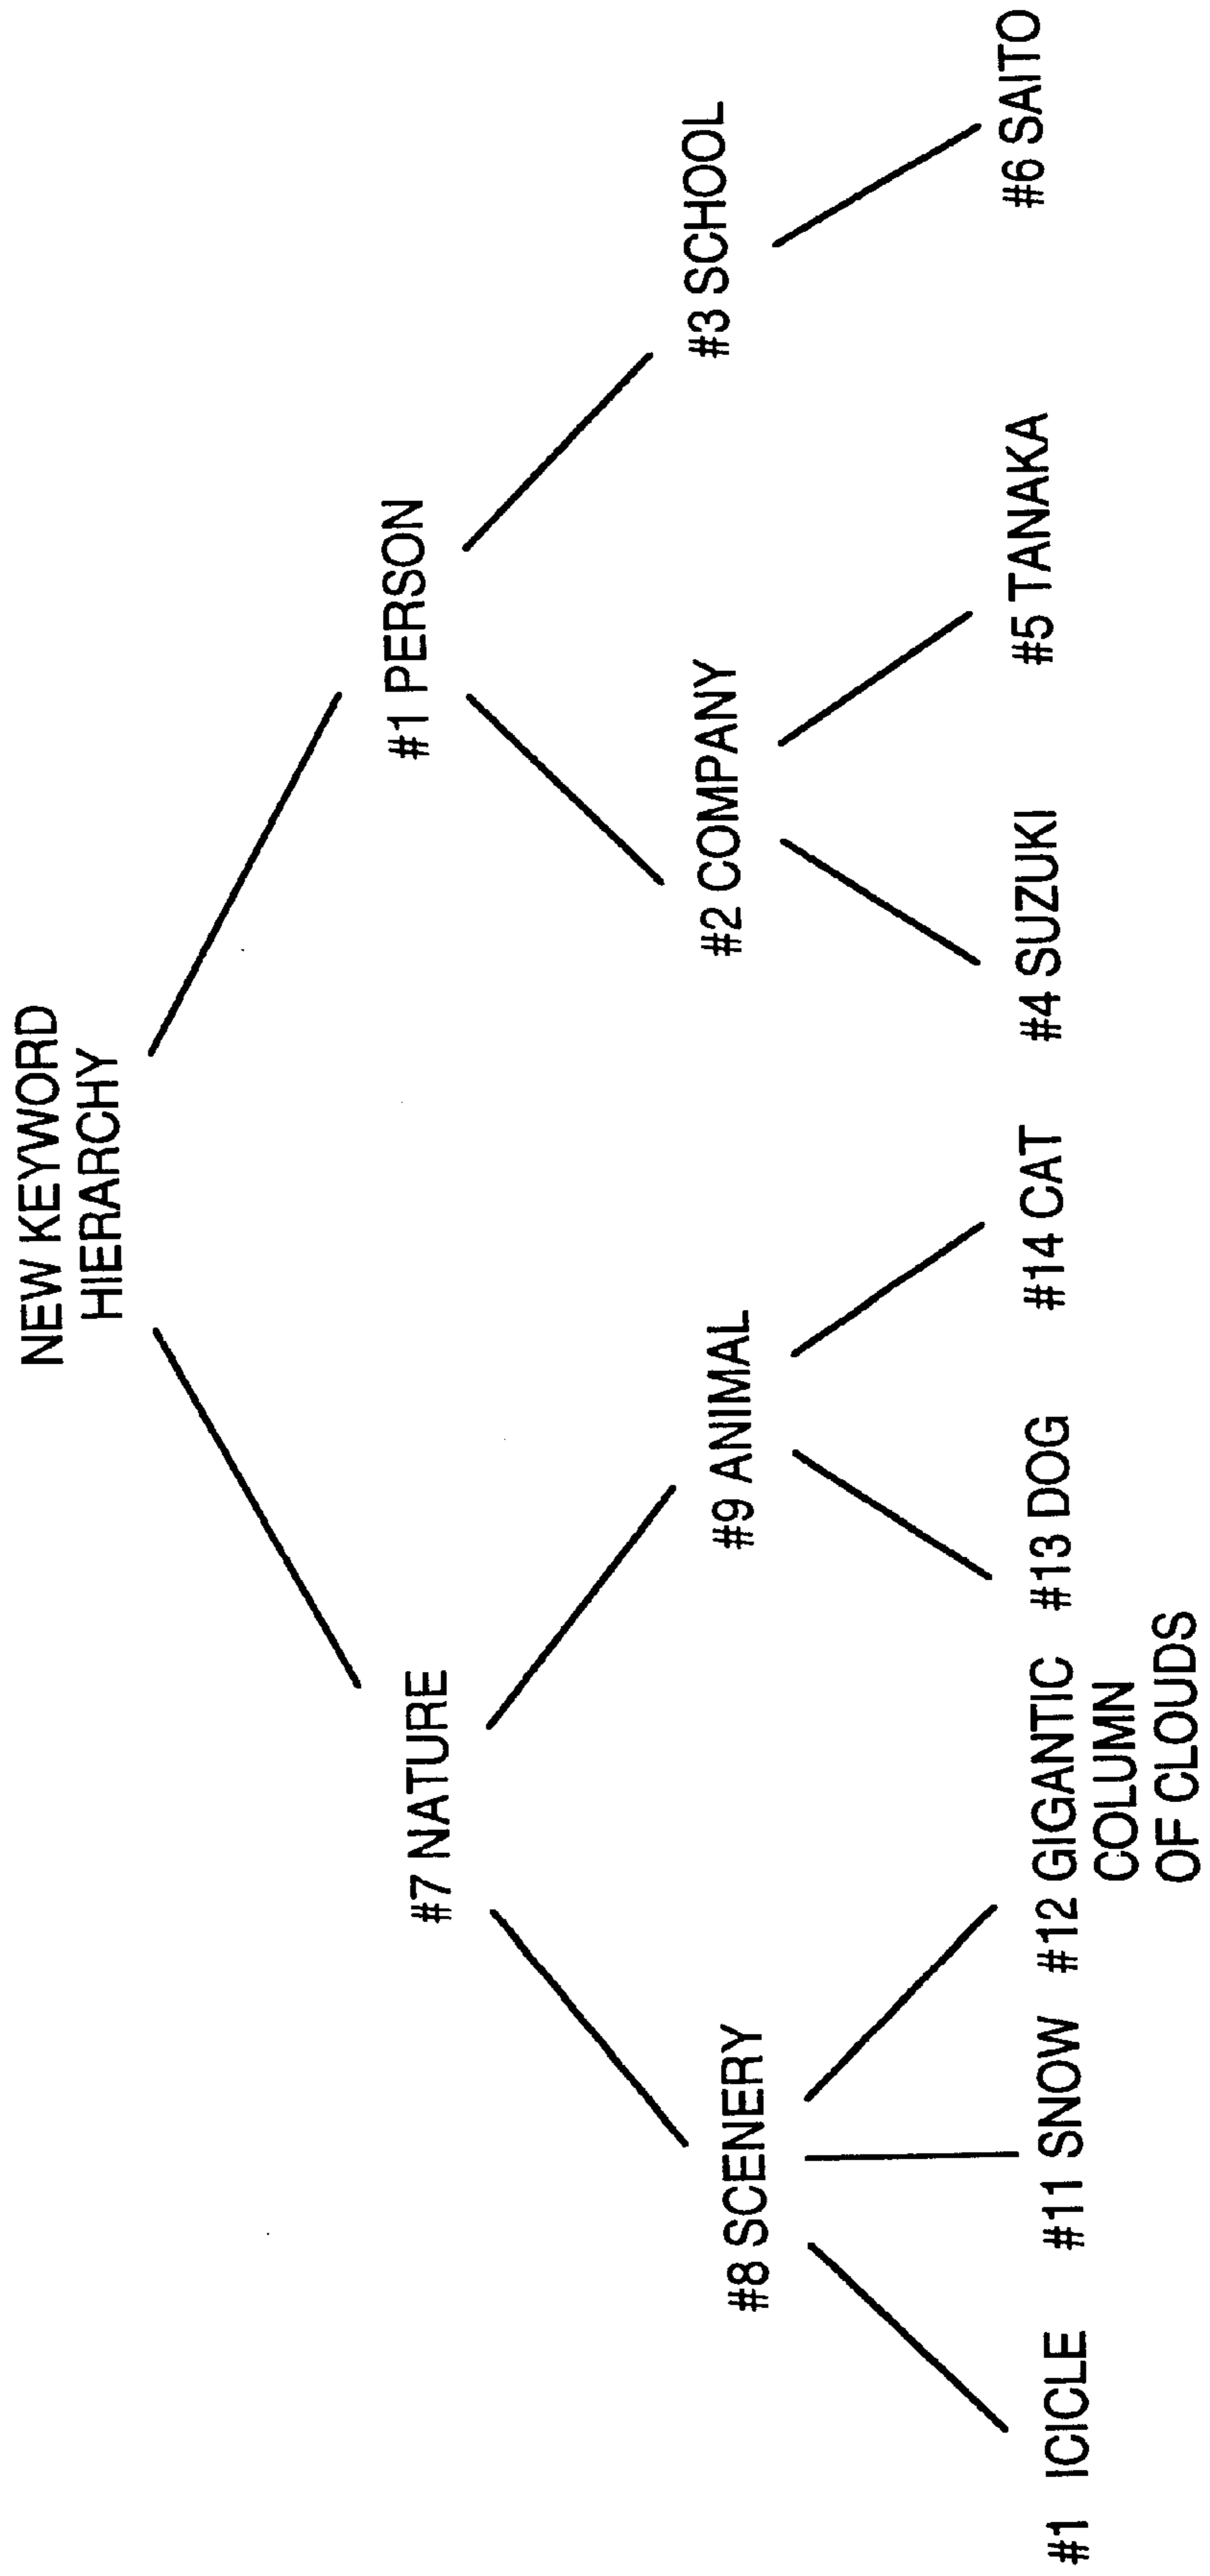 NEW KEYWORD
HIERARCHY
#7 NATURE
#1 PERSON
#8 SCENERY
#9 ANIMAL
#2 COMPANY
#3 SCHOOL
#1 ICICLE
#11 SNOW
#12 GIGANTIC
COLUMN
OF CLOUDS
#13 DOG
#14 CAT
#4 SUZUKI
#5 TANAKA
#6 SAITO